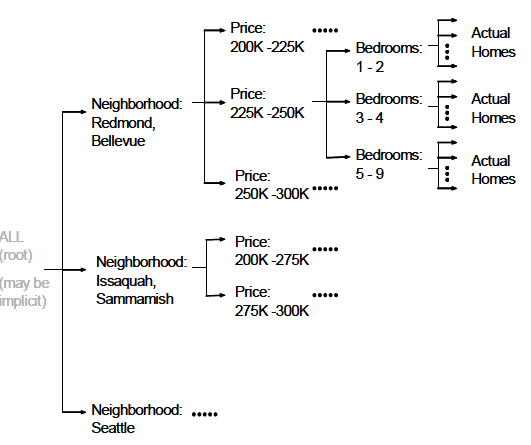 ALL
(root)
(may be
implicit)
Neighborhood:
Redmond,
Bellevue
Price:
200K -225K
Price:
225K -250K
Bedrooms:
1 - 2
Actual
Homes
Bedrooms:
3 - 4
Actual
Homes
Bedrooms:
5 - 9
Actual
Homes
Price:
250K -300K
Neighborhood:
Issaquah,
Sammamish
Price:
200K -275K
Price:
275K -300K
Neighborhood:
Seattle